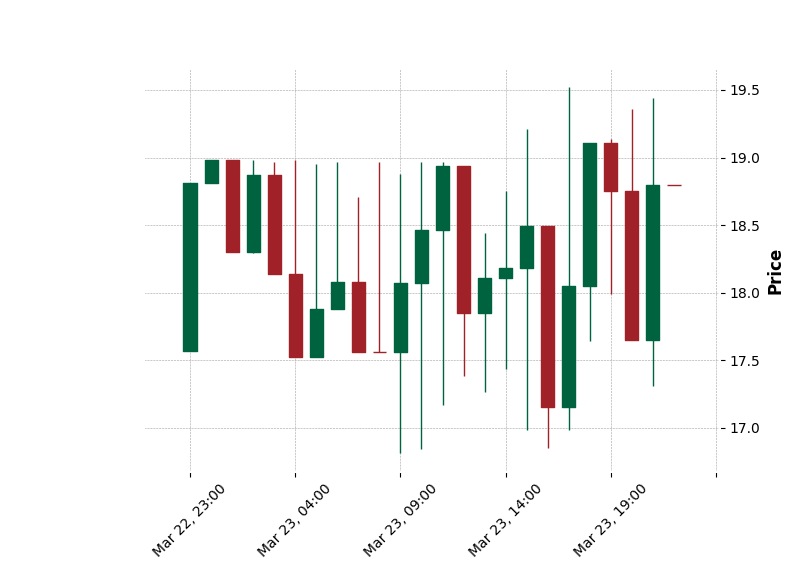 19.5
19.0
18.5
18.0
17.5
17.0
Price
Mar 22, 23:00
Mar 23, 04:00
Mar 23, 09:00
Mar 23, 14:00
Mar 23, 19:00